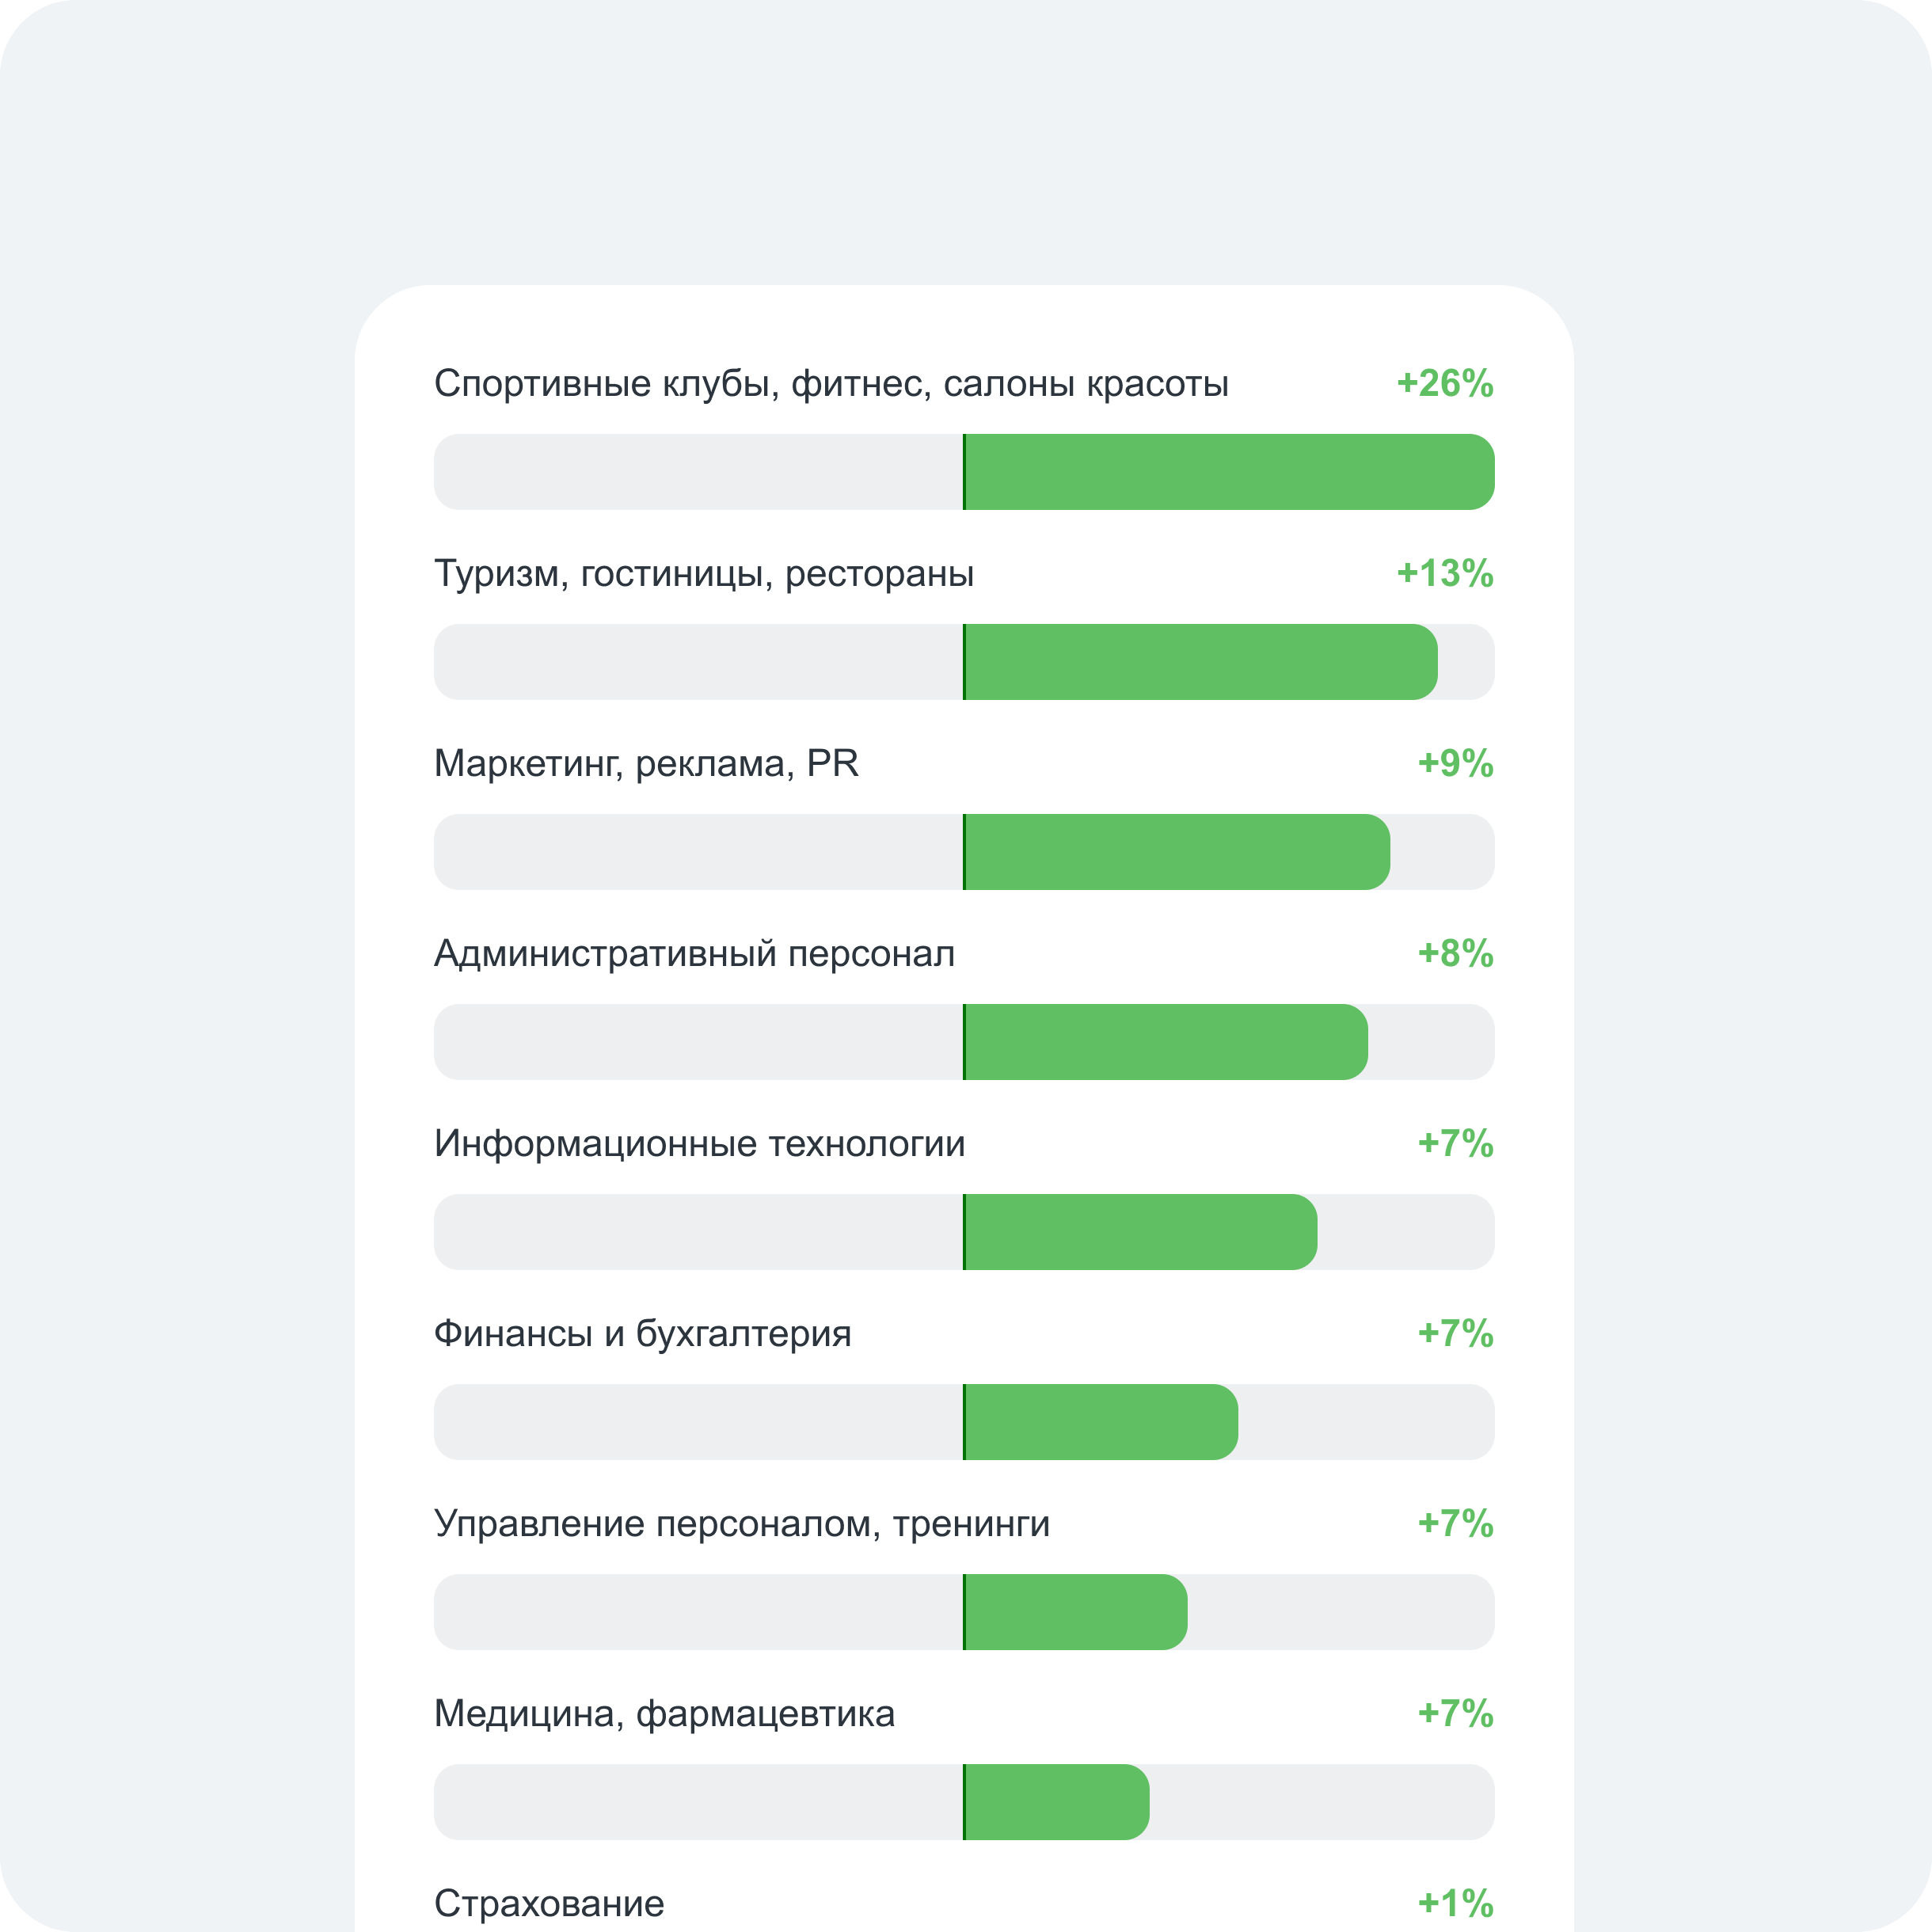 Спортивные клубы, фитнес, салоны красоты +26%
Туризм, гостиницы, рестораны +13%
Маркетинг, реклама, PR +9%
Административный персонал +8%
Информационные технологии +7%
Финансы и бухгалтерия +7%
Управление персоналом, тренинги +7%
Медицина, фармацевтика +7%
Страхование +1%